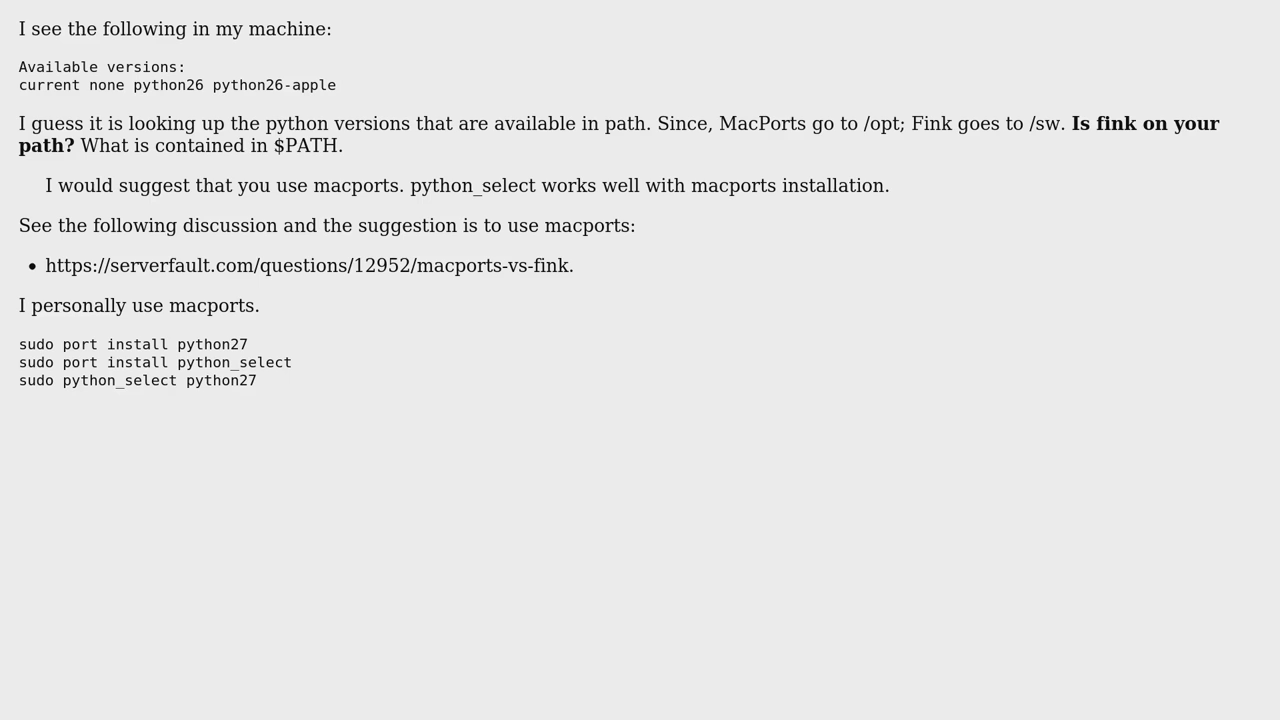 I see the following in my machine:
Available versions:
current none python26 python26-apple
I guess it is looking up the python versions that are available in path. Since, MacPorts go to /opt; Fink goes to /sw. Is fink on your
path? What is contained in $PATH.
I would suggest that you use macports. python_select works well with macports installation.
See the following discussion and the suggestion is to use macports:
• https://serverfault.com/questions/12952/macports-vs-fink.
I personally use macports.
sudo port install python27
sudo port install python_select
sudo python_select python27